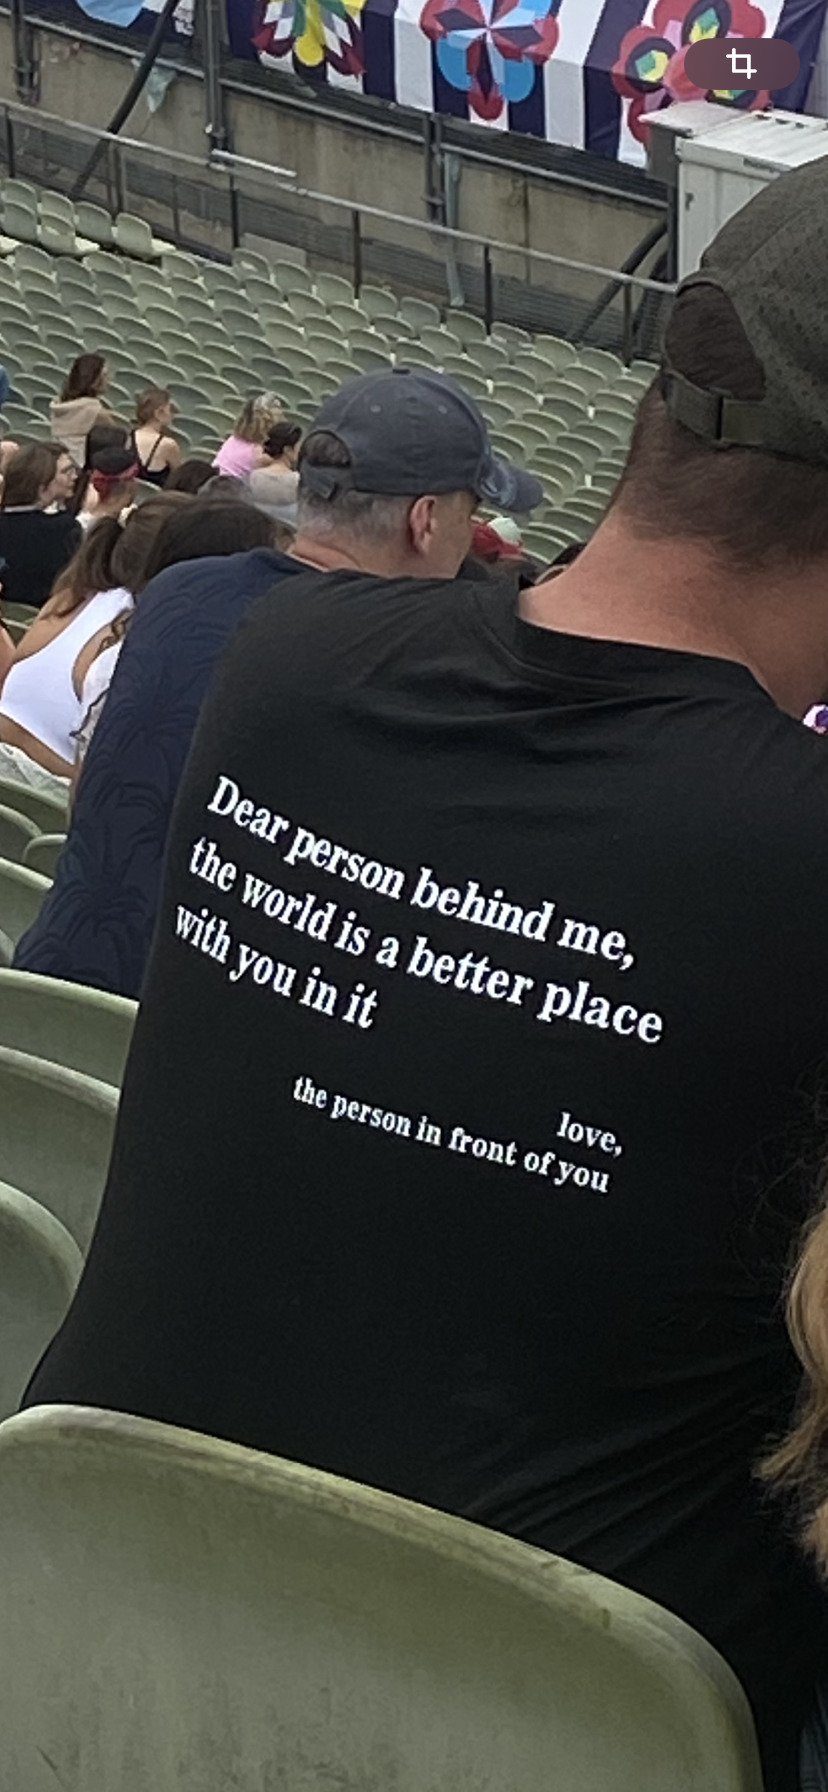 Dear person behind me,
the world is a better place
with you in it
love,
the person in front of you